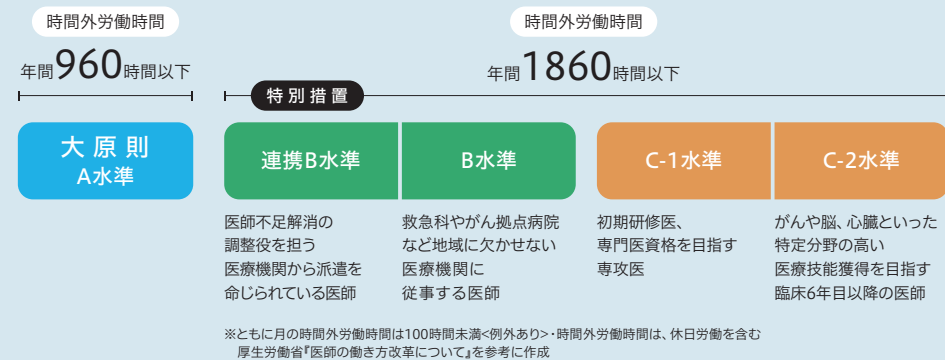 時間外労働時間
年間960時間以下
時間外労働時間
年間1860時間以下
特別措置
大原則
A水準
連携B水準
B水準
C-1水準
C-2水準
医師不足解消の
調整役を担う
医療機関から派遣を
命じられている医師
救急科やがん拠点病院
など地域に欠かせない
医療機関に
従事する医師
初期研修医、
専門医資格を目指す
専攻医
がんや脳、心臓といった
特定分野の高い
医療技能獲得を目指す
臨床6年目以降の医師
※ともに月の時間外労働時間は100時間未満<例外あり>・時間外労働時間は、休日労働を含む
厚生労働省『医師の働き方改革について』を参考に作成